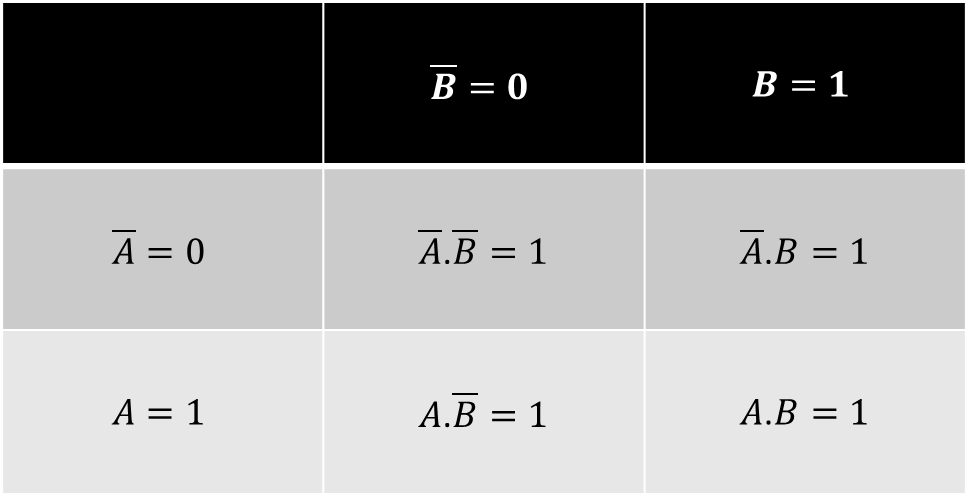 B̅ = 0
B = 1
A̅ = 0
A̅.B̅ = 1
A̅.B = 1
A = 1
A.B̅ = 1
A.B = 1